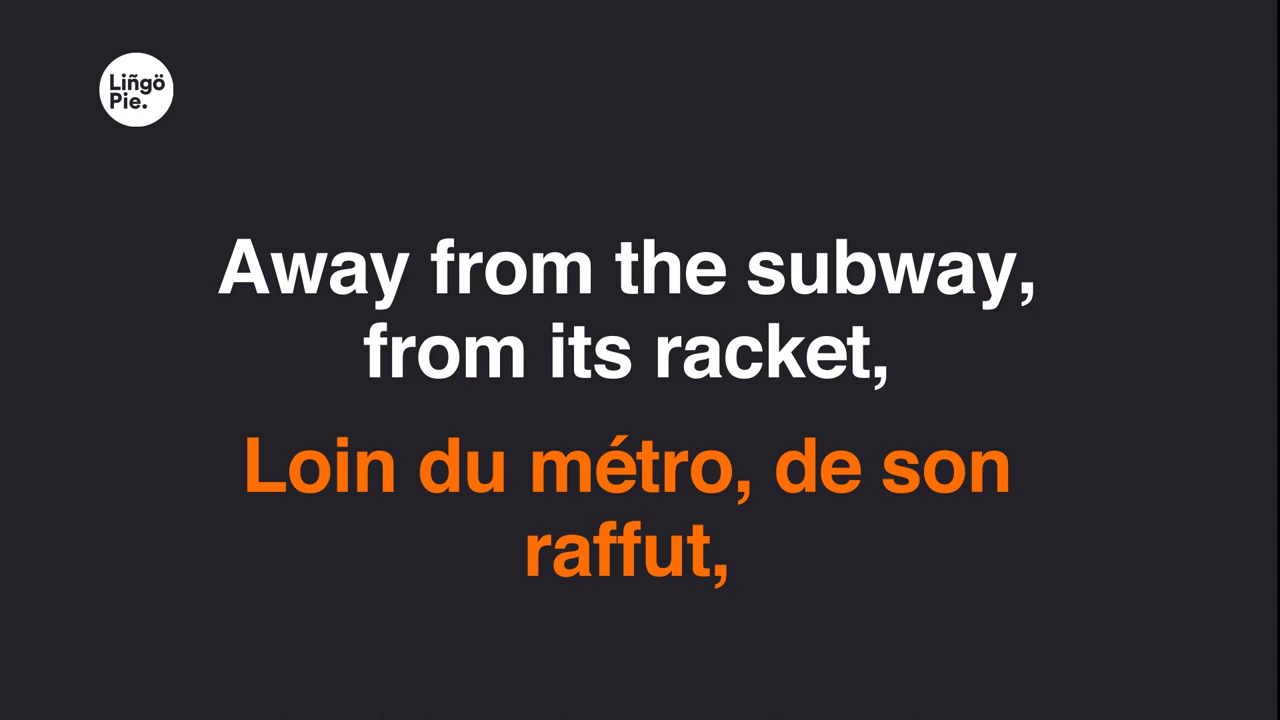 Liñgö
Pie.
Away from the subway,
from its racket,
Loin du métro, de son
raffut,